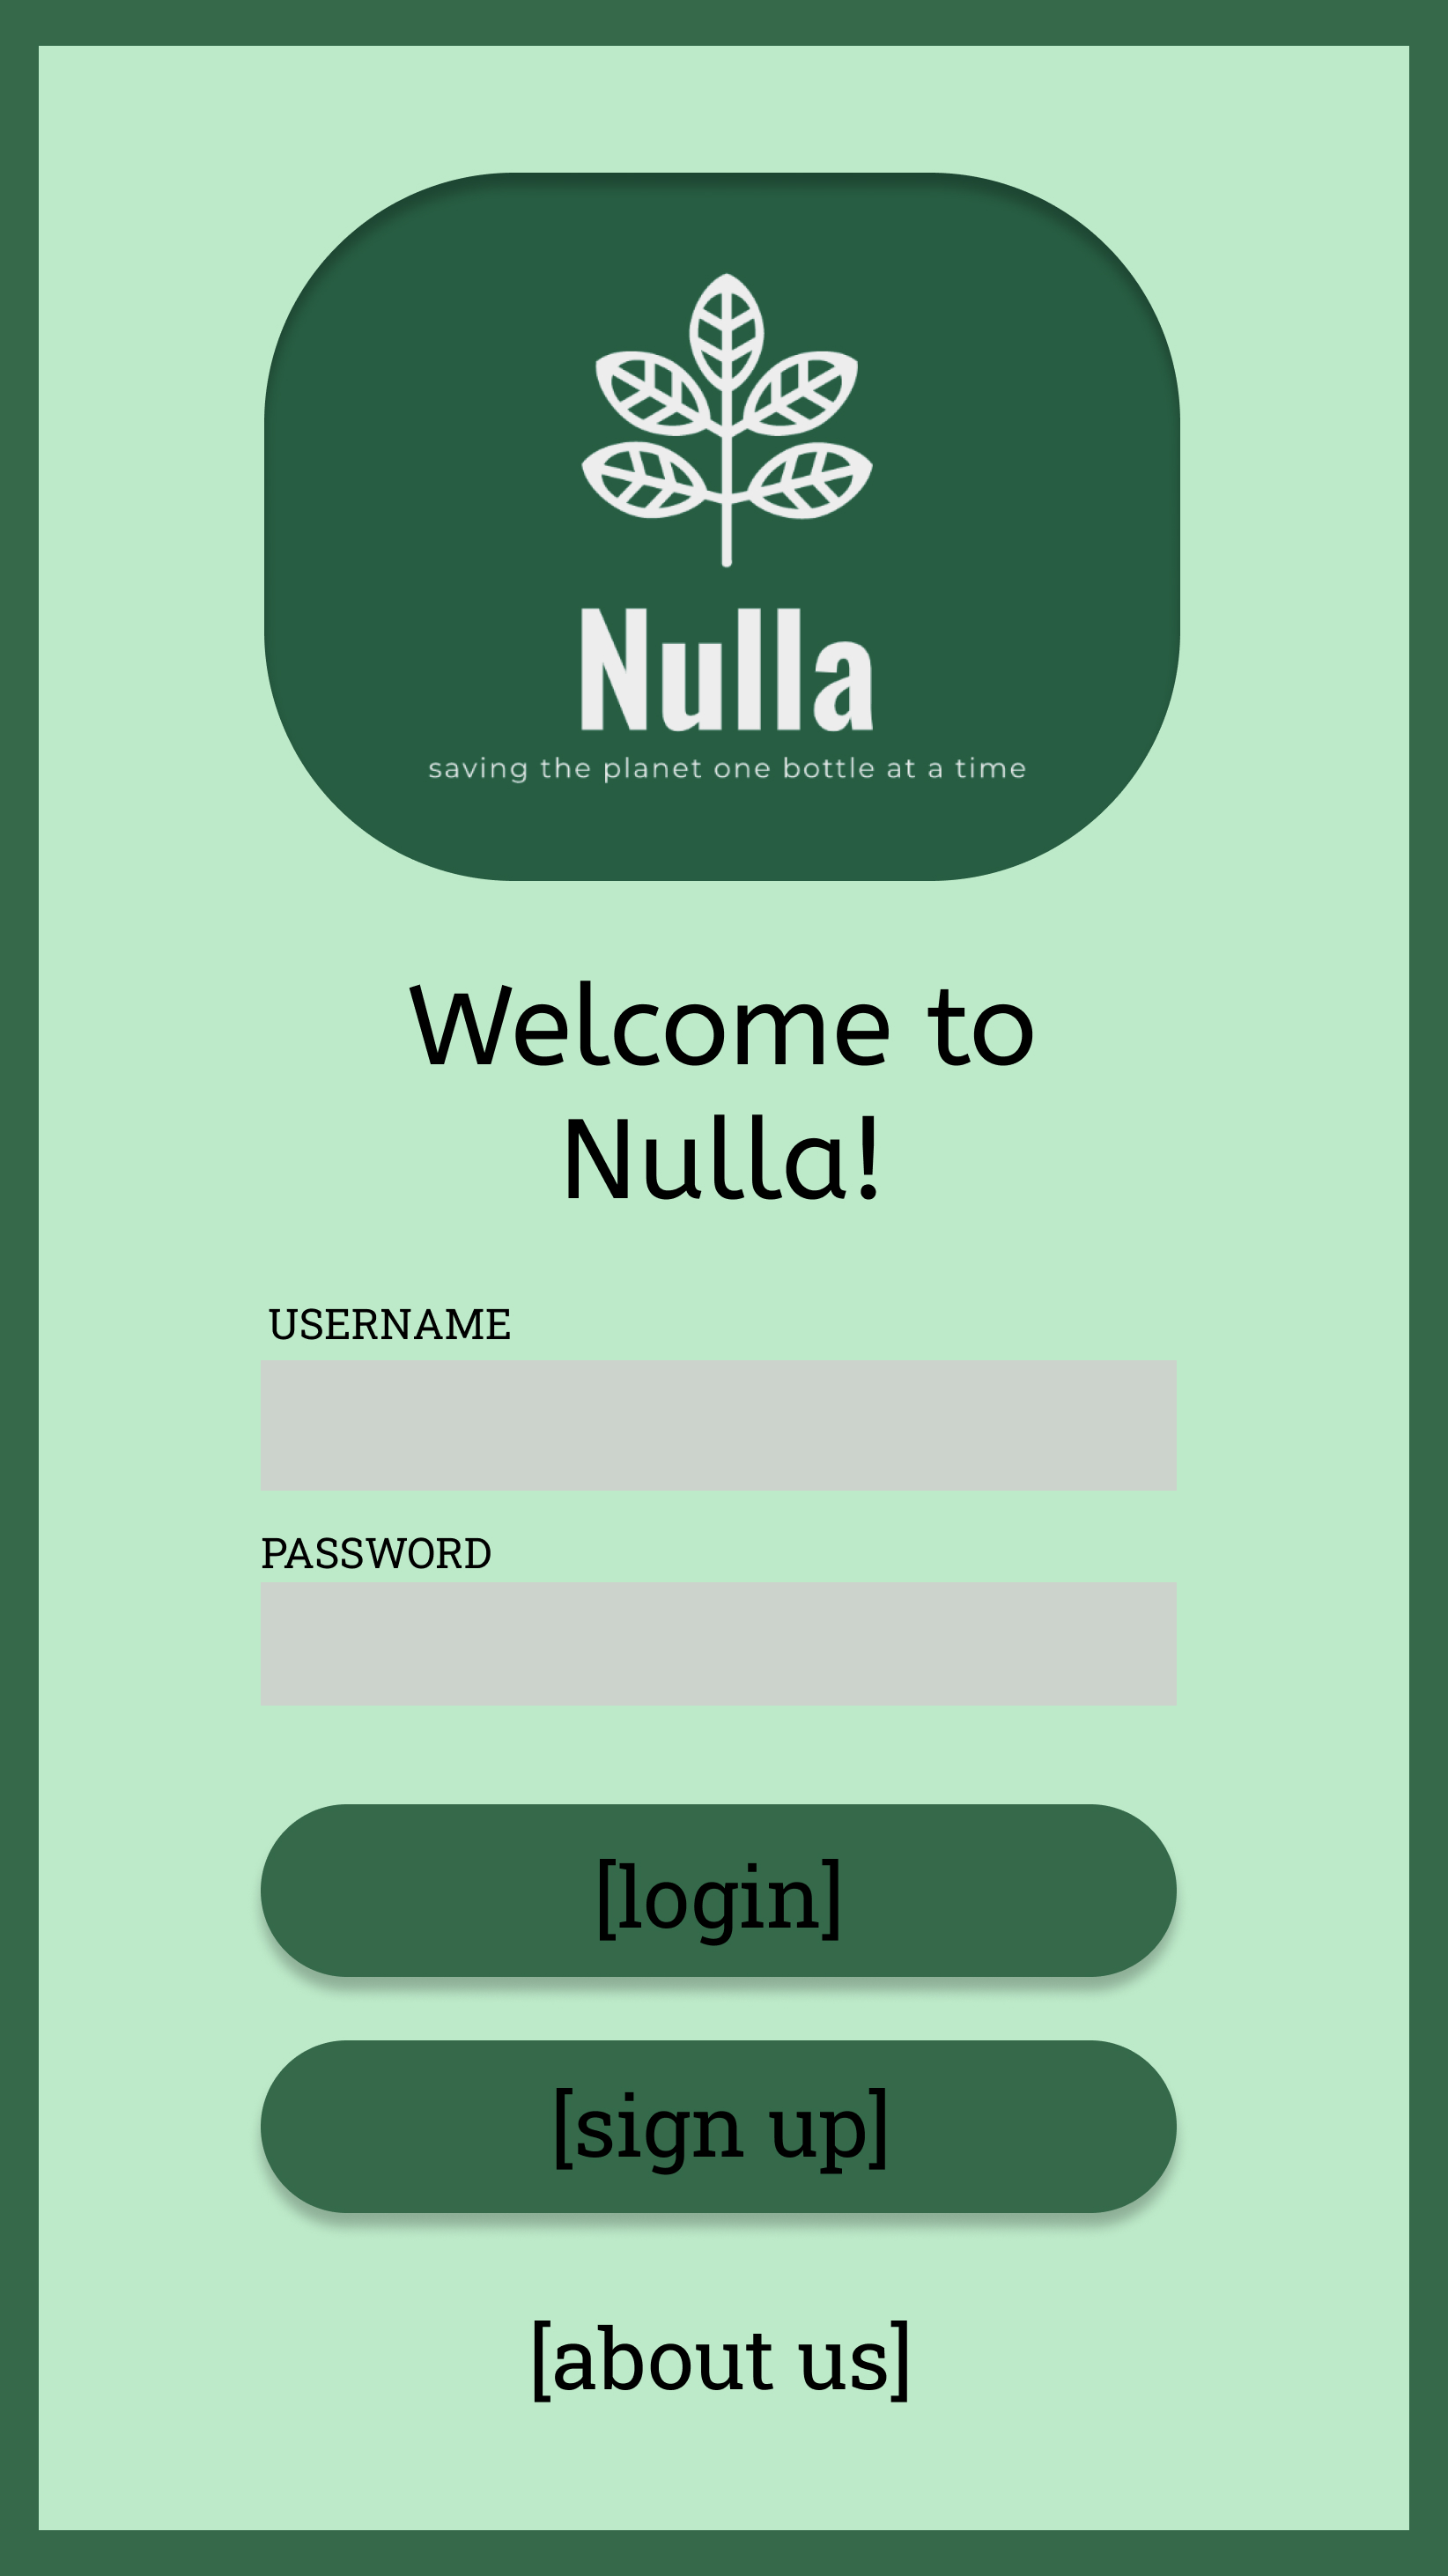 Nulla
saving the planet one bottle at a time
Welcome to
Nulla!
USERNAME
PASSWORD
[login]
[sign up]
[about us]